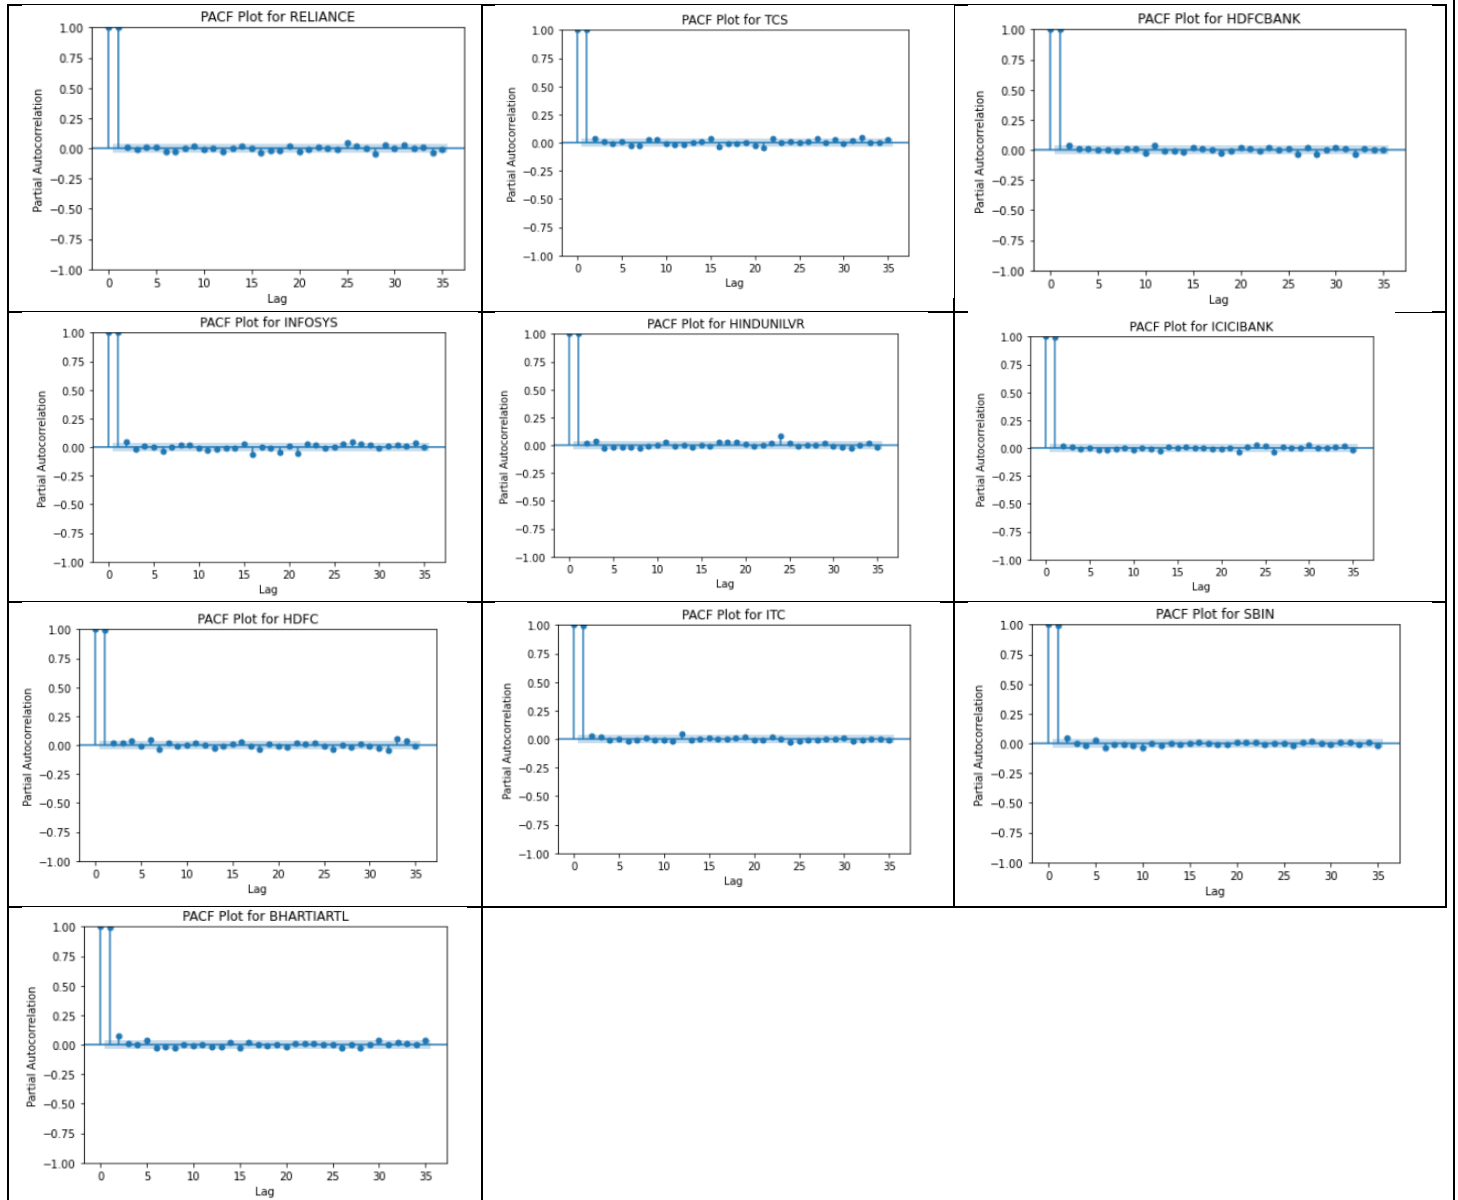 PACF Plot for RELIANCE
1.00
0.75
0.50
0.25
0.00
−0.25
−0.50
−0.75
−1.00
Partial Autocorrelation
0 5 10 15 20 25 30 35
Lag
PACF Plot for TCS
1.00
0.75
0.50
0.25
0.00
−0.25
−0.50
−0.75
−1.00
Partial Autocorrelation
0 5 10 15 20 25 30 35
Lag
PACF Plot for HDFCBANK
1.00
0.75
0.50
0.25
0.00
−0.25
−0.50
−0.75
−1.00
Partial Autocorrelation
0 5 10 15 20 25 30 35
Lag
PACF Plot for INFOSYS
1.00
0.75
0.50
0.25
0.00
−0.25
−0.50
−0.75
−1.00
Partial Autocorrelation
0 5 10 15 20 25 30 35
Lag
PACF Plot for HINDUNILVR
1.00
0.75
0.50
0.25
0.00
−0.25
−0.50
−0.75
−1.00
Partial Autocorrelation
0 5 10 15 20 25 30 35
Lag
PACF Plot for ICICIBANK
1.00
0.75
0.50
0.25
0.00
−0.25
−0.50
−0.75
−1.00
Partial Autocorrelation
0 5 10 15 20 25 30 35
Lag
PACF Plot for HDFC
1.00
0.75
0.50
0.25
0.00
−0.25
−0.50
−0.75
−1.00
Partial Autocorrelation
0 5 10 15 20 25 30 35
Lag
PACF Plot for ITC
1.00
0.75
0.50
0.25
0.00
−0.25
−0.50
−0.75
−1.00
Partial Autocorrelation
0 5 10 15 20 25 30 35
Lag
PACF Plot for SBIN
1.00
0.75
0.50
0.25
0.00
−0.25
−0.50
−0.75
−1.00
Partial Autocorrelation
0 5 10 15 20 25 30 35
Lag
PACF Plot for BHARTIARTL
1.00
0.75
0.50
0.25
0.00
−0.25
−0.50
−0.75
−1.00
Partial Autocorrelation
0 5 10 15 20 25 30 35
Lag